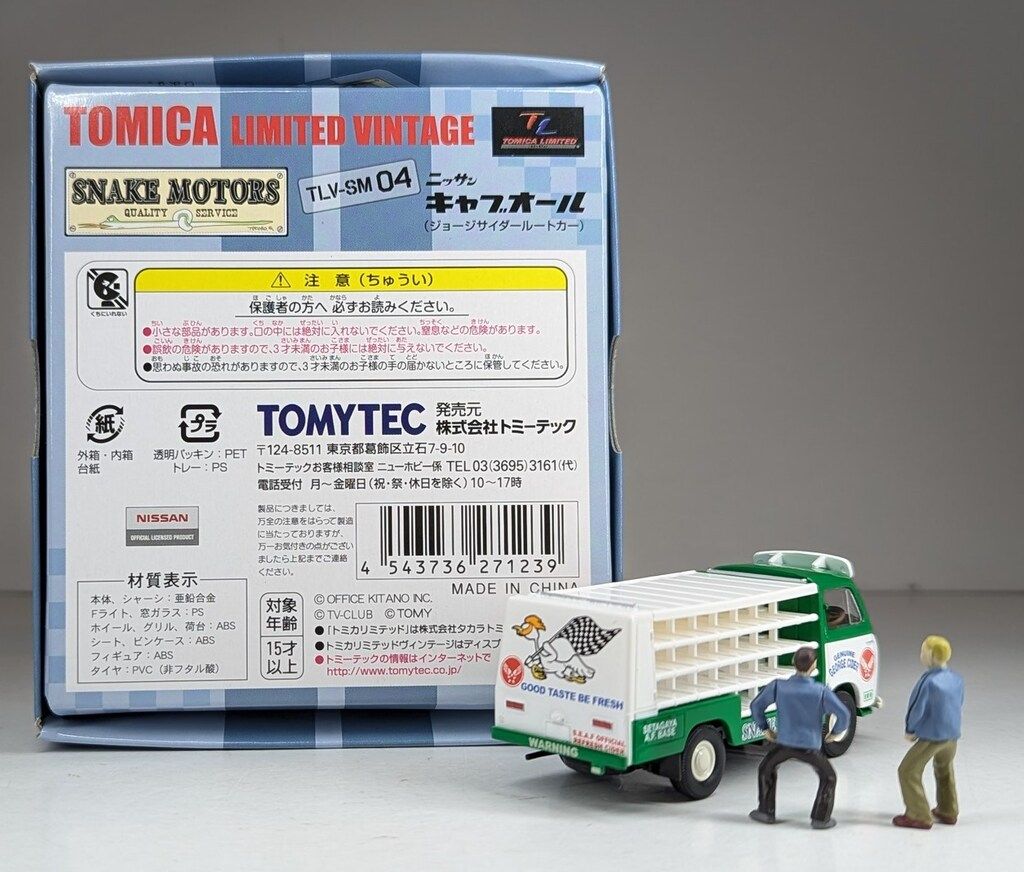 TOMICA LIMITED VINTAGE
TL
TOMICA LIMITED
SNAKE MOTORS
QUALITY SERVICE
TLV-SM 04
ニッサン
キャブオール
(ジョージサイダールートカー)
くちにいれない
注 意(ちゅうい)
保護者の方へ 必ずお読みください。
●小さな部品があります。口の中には絶対に入れないでください。窒息などの危険があります。
●誤飲の危険がありますので、3才未満のお子様には絶対に与えないでください。
●思わぬ事故の恐れがありますので、3才未満のお子様の手の届かないところに保管してください。
紙
外箱・内箱
台紙
プラ
透明パッキン:PET
トレー:PS
TOMYTEC 発売元
株式会社トミーテック
〒124-8511 東京都葛飾区立石7-9-10
トミーテックお客様相談室 ニューホビー係 TEL 03(3695)3161(代)
電話受付 月~金曜日(祝・祭・休日を除く)10~17時
NISSAN
OFFICIAL LICENSED PRODUCT
製品につきましては、
万全の注意をはらって製造
に当たっておりますが、
万一お気付きの点がござい
ましたら上記までご連絡
ください。
4 543736 271239
MADE IN CHINA
材質表示
本体、シャーシ:亜鉛合金
Fライト、窓ガラス:PS
ホイール、グリル、荷台:ABS
シート、ビンケース:ABS
フィギュア:ABS
タイヤ:PVC(非フタル酸)
対象
年齢
15才
以上
© OFFICE KITANO INC.
© TV-CLUB © TOMY
●「トミカリミテッド」は株式会社タカラトミ
●トミカリミテッドヴィンテージはディスプ
●トミーテックの情報はインターネットで
http://www.tomytec.co.jp/
GOOD TASTE BE FRESH
WARNING
S.E.A.F OFFICIAL
REFRESH CIDER
SETAGAYA
A.F. BASE
GENUINE
GEORGE CIDER